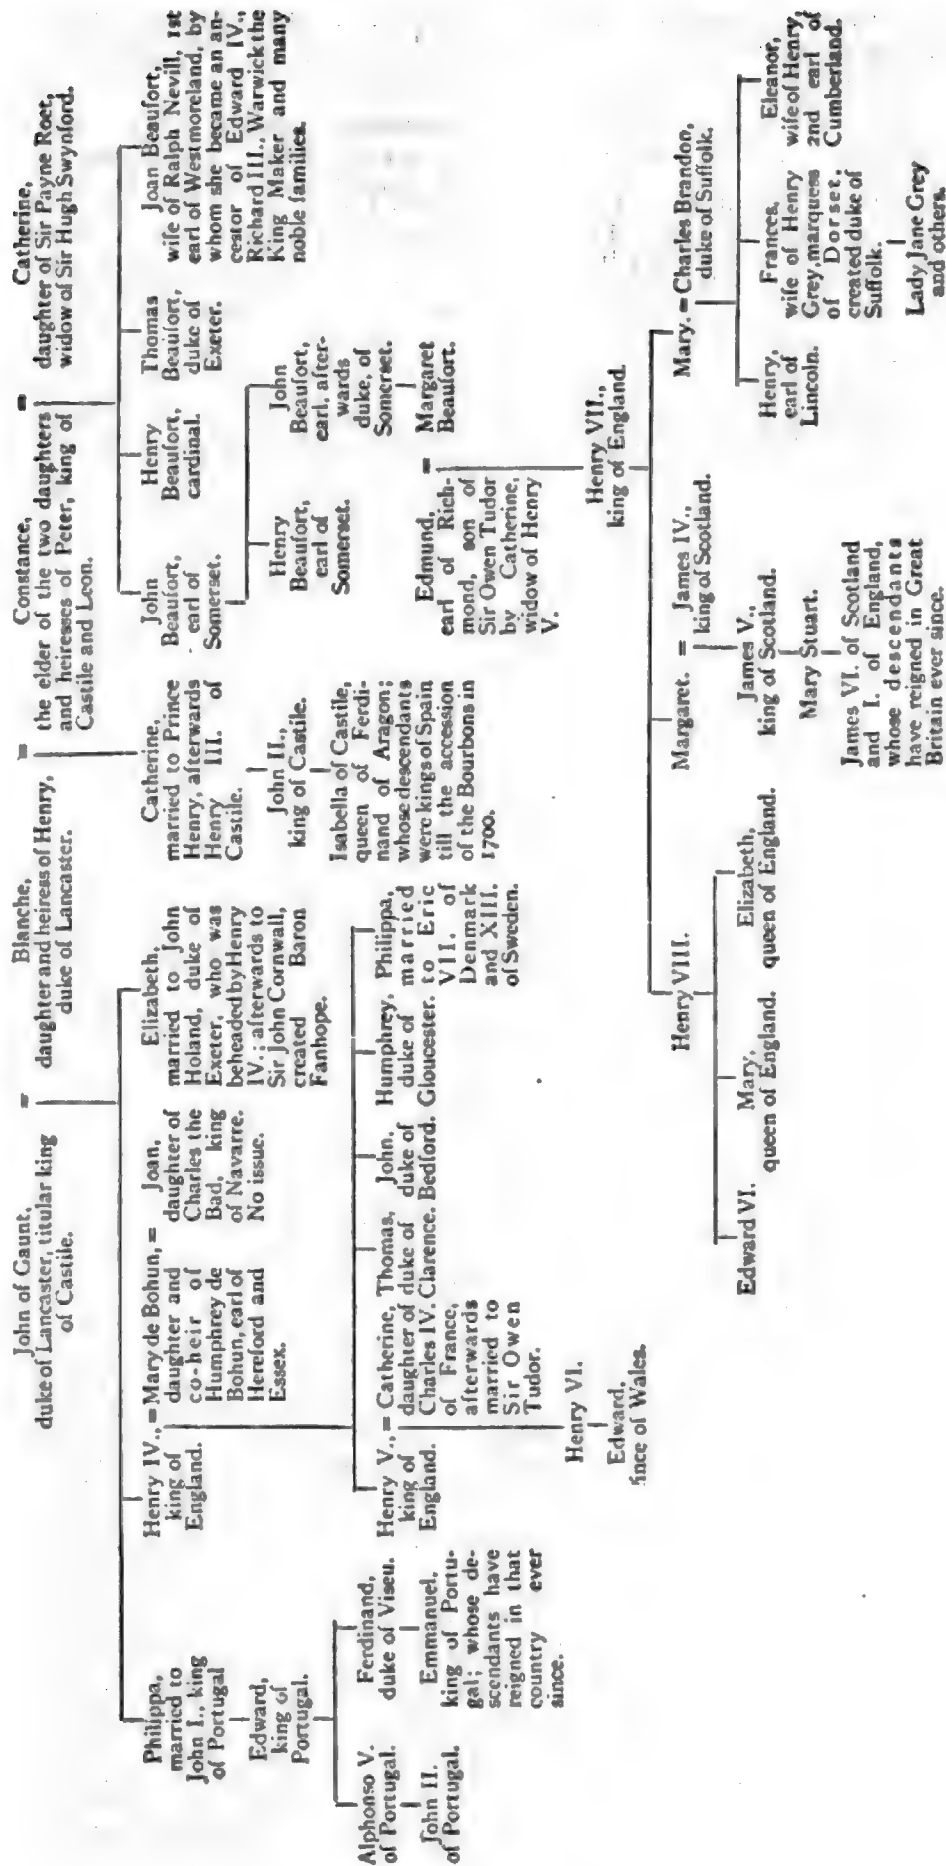 John of Gaunt,
duke of Lancaster, titular king
of Castile.
=
Blanche,
daughter and heiress of Henry,
duke of Lancaster.
=
Constance,
the elder of the two daughters
and heiresses of Peter, king of
Castile and Leon.
=
Catherine,
daughter of Sir Payne Roet,
widow of Sir Hugh Swynford.
Philippa,
married to
John I., king
of Portugal
Henry IV.,
king of
England.
= Mary de Bohun,
daughter and
co-heir of
Humphrey de
Bohun, earl of
Hereford and
Essex.
= Joan,
daughter of
Charles the
Bad, king
of Navarre.
No issue.
Elizabeth,
married to John
Holand, duke of
Exeter, who was
beheaded by Henry
IV.; afterwards to
Sir John Cornwall,
created Baron
Fanhope.
Catherine,
married to Prince
Henry, afterwards
Henry III. of
Castile.
John
Beaufort,
earl of
Somerset.
Henry
Beaufort,
cardinal.
Thomas
Beaufort,
duke of
Exeter.
Joan Beaufort,
wife of Ralph Nevill, 1st
earl of Westmoreland, by
whom she became an an-
cestor of Edward IV.,
Richard III., Warwick the
King Maker and many
noble families.
Edward,
king of
Portugal.
John II.,
king of Castile.
Henry
Beaufort,
earl of
Somerset.
John
Beaufort,
earl, after-
wards
duke, of
Somerset.
Alphonso V.
of Portugal.
Ferdinand,
duke of Viseu.
Henry V.,
king of
England.
= Catherine,
daughter of
Charles IV.
of France,
afterwards
married to
Sir Owen
Tudor.
Thomas,
duke of
Clarence.
John.
duke of
Bedford.
Humphrey,
duke of
Gloucester.
Philippa,
married
to Eric
VII. of
Denmark
and XIII.
of Sweden.
Isabella of Castile,
queen of Ferdi-
nand of Aragon;
whose descendants
were kings of Spain
till the accession
of the Bourbons in
1700.
John II.
of Portugal.
Emmanuel,
king of Portu-
gal; whose de-
scendants have
reigned in that
country ever
since.
Edmund,
earl of Rich-
mond, son of
Sir Owen Tudor
by Catherine,
widow of Henry
V.
=
Margaret
Beaufort.
Henry VI.
Edward,
ince of Wales.
Henry VII.,
king of England.
Henry VIII.
Margaret. = James IV.,
king of Scotland.
Mary. = Charles Brandon,
duke of Suffolk.
Edward VI.
Mary,
queen of England.
Elizabeth,
queen of England.
James V.,
king of Scotland.
Mary Stuart.
James VI. of Scotland
and I. of England,
whose descendants
have reigned in Great
Britain ever since.
Henry,
earl of
Lincoln.
Frances,
wife of Henry
Grey, marquess
of Dorset,
created duke of
Suffolk.
Lady Jane Grey
and others.
Eleanor,
wife of Henry,
2nd earl of
Cumberland.